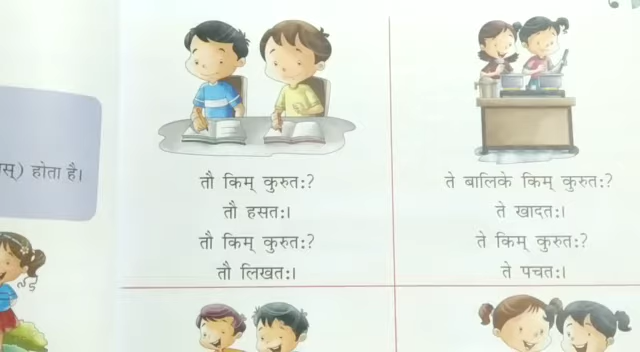 स्) होता है।
तौ किम् कुरुत:?
तौ हसत:।
तौ किम् कुरुत:?
तौ लिखत:।
ते बालिके किम् कुरुत:?
ते खादत:।
ते किम् कुरुत:?
ते पचत:।